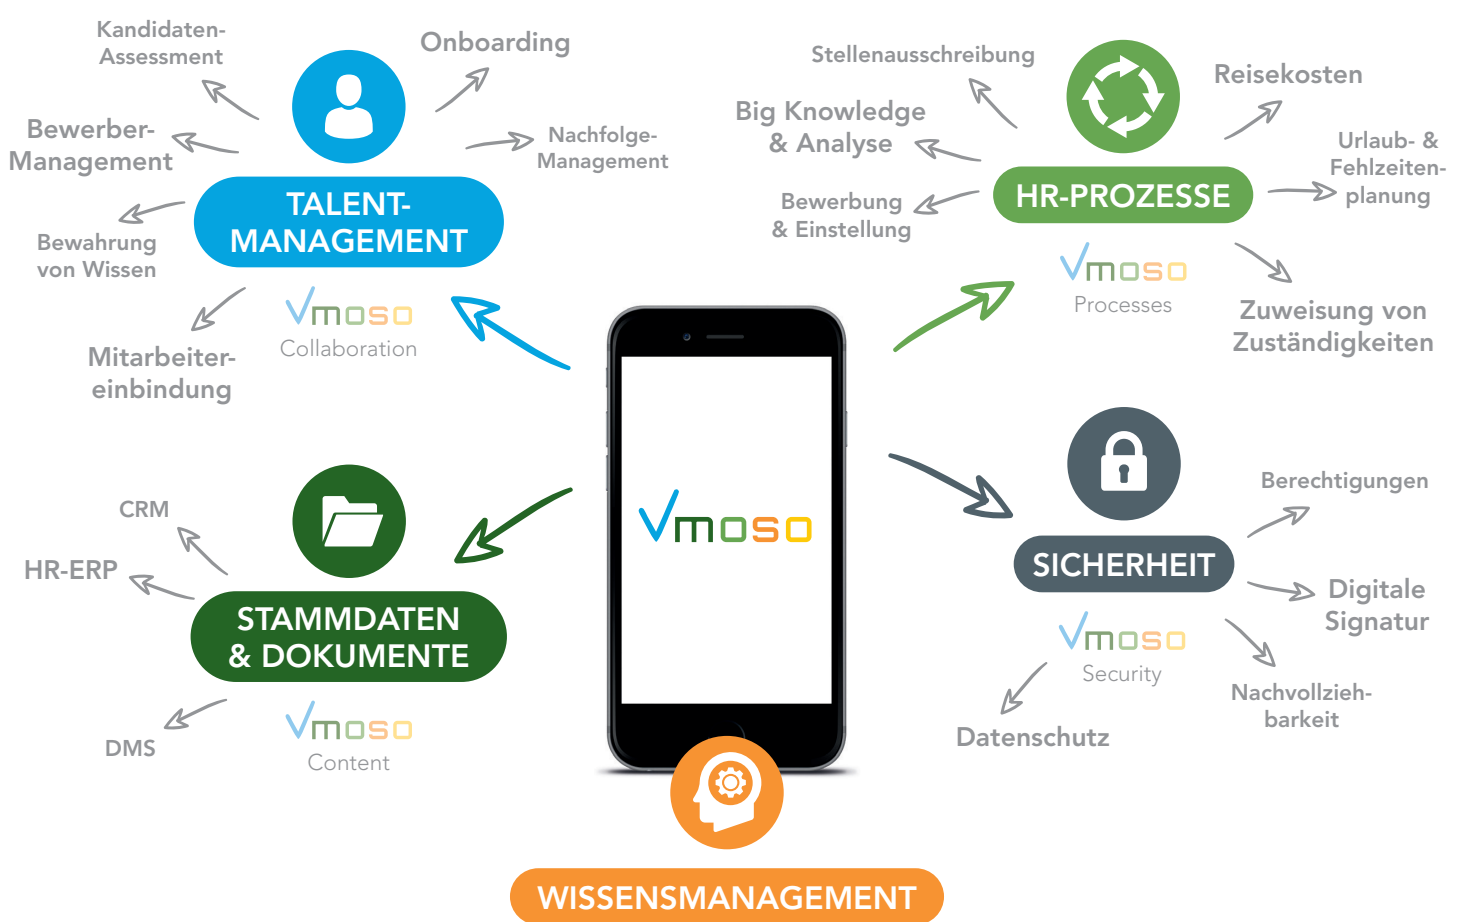 Kandidaten-
Assessment
Onboarding
Bewerber-
Management
Nachfolge-
Management
TALENT-
MANAGEMENT
Bewahrung
von Wissen
Vmoso
Collaboration
Mitarbeiter-
einbindung
Stellenausschreibung
Reisekosten
Big Knowledge
& Analyse
Urlaub- &
Fehlzeiten-
planung
HR-PROZESSE
Bewerbung
& Einstellung
Vmoso
Processes
Zuweisung von
Zuständigkeiten
Vmoso
CRM
HR-ERP
STAMMDATEN
& DOKUMENTE
Vmoso
Content
DMS
Berechtigungen
SICHERHEIT
Digitale
Signatur
Vmoso
Security
Nachvollzieh-
barkeit
Datenschutz
WISSENSMANAGEMENT